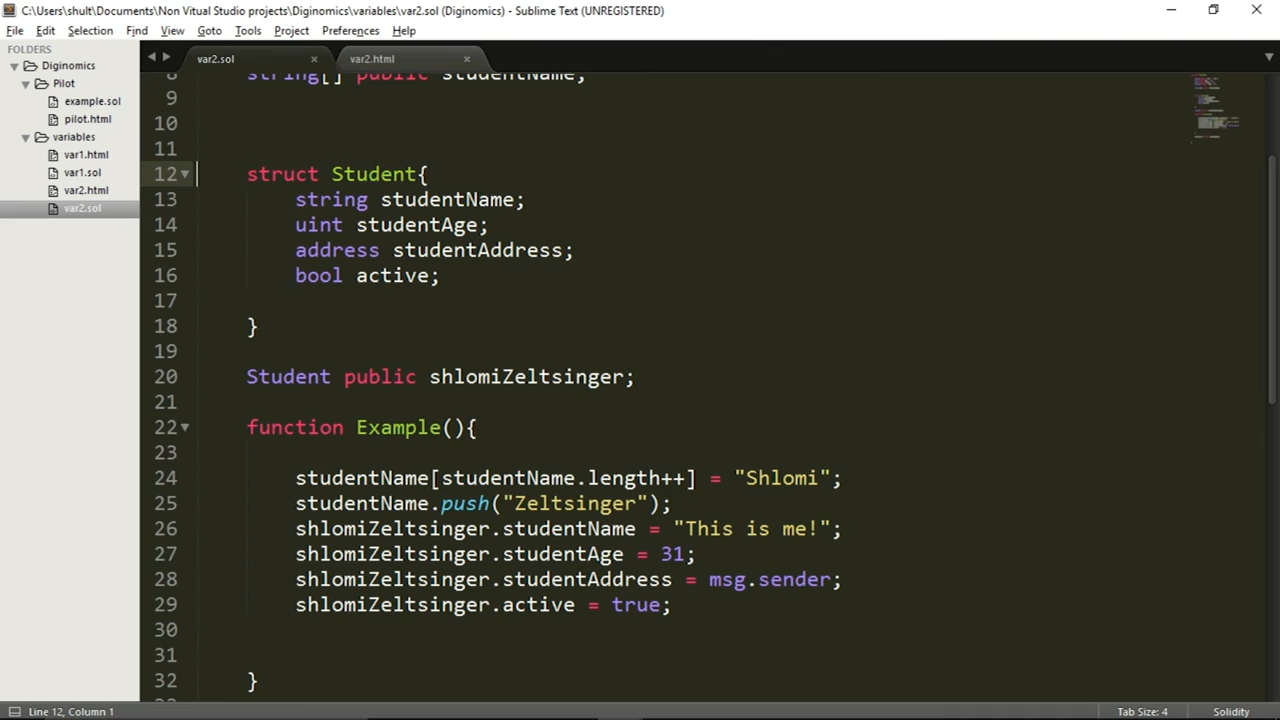 C:\Users\shult\Documents\Non Vitual Studio projects\Diginomics\variables\var2.sol (Diginomics) - Sublime Text (UNREGISTERED)
File Edit Selection Find View Goto Tools Project Preferences Help
FOLDERS
Diginomics
Pilot
example.sol
pilot.html
variables
var1.html
var1.sol
var2.html
var2.sol
var2.sol × var2.html ×
8 string[] public studentName;
9
10
11
12 struct Student{
13 string studentName;
14 uint studentAge;
15 address studentAddress;
16 bool active;
17
18 }
19
20 Student public shlomiZeltsinger;
21
22 function Example(){
23
24 studentName[studentName.length++] = "Shlomi";
25 studentName.push("Zeltsinger");
26 shlomiZeltsinger.studentName = "This is me!";
27 shlomiZeltsinger.studentAge = 31;
28 shlomiZeltsinger.studentAddress = msg.sender;
29 shlomiZeltsinger.active = true;
30
31
32 }
Line 12, Column 1 Tab Size: 4 Solidity